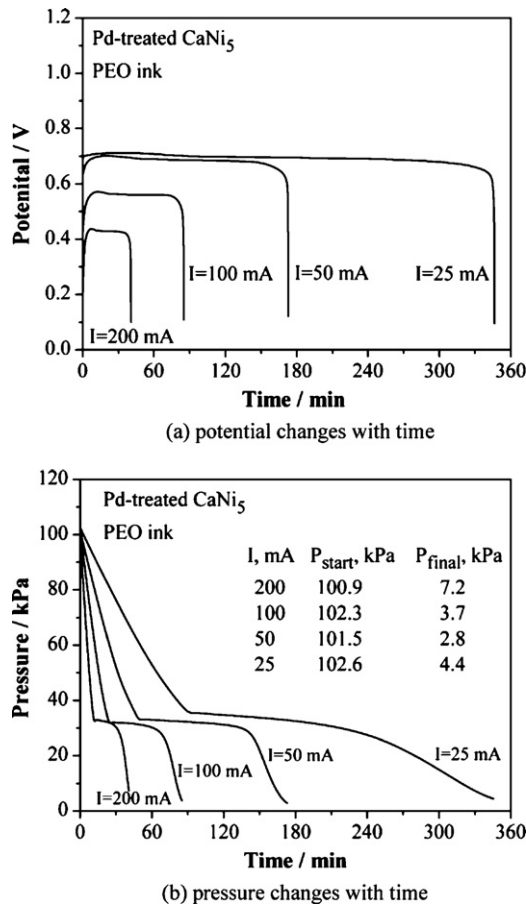 Pd-treated CaNi5
PEO ink
1.2
1.0
0.8
0.6
0.4
0.2
0.0
Potenital / V
I=200 mA
I=100 mA
I=50 mA
I=25 mA
0 60 120 180 240 300 360
Time / min
(a) potential changes with time
Pd-treated CaNi5
PEO ink
120
100
80
60
40
20
0
Pressure / kPa
I, mA Pstart, kPa Pfinal, kPa
200 100.9 7.2
100 102.3 3.7
50 101.5 2.8
25 102.6 4.4
I=200 mA
I=100 mA
I=50 mA
I=25 mA
0 60 120 180 240 300 360
Time / min
(b) pressure changes with time